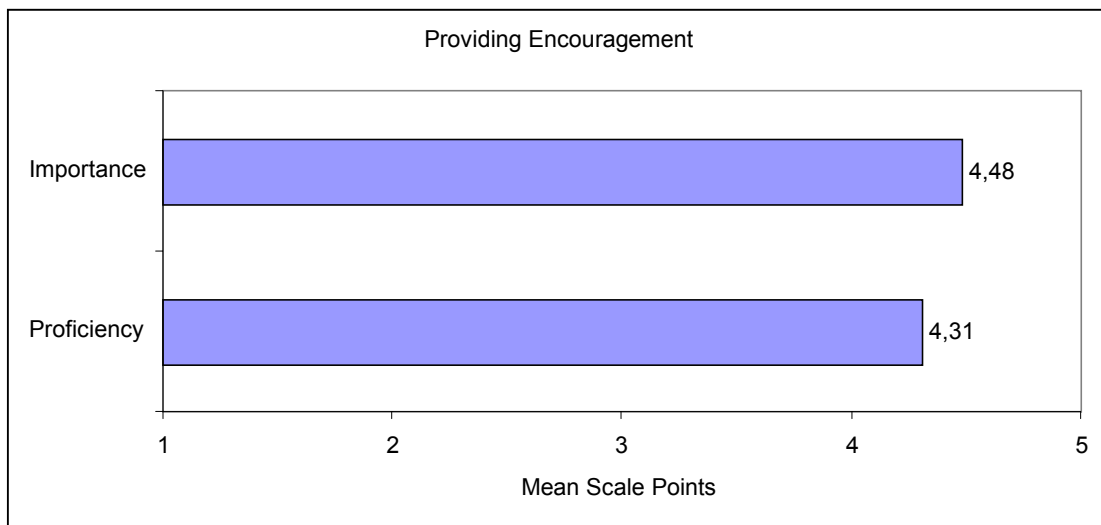 Providing Encouragement
Importance
4,48
Proficiency
4,31
1 2 3 4 5
Mean Scale Points